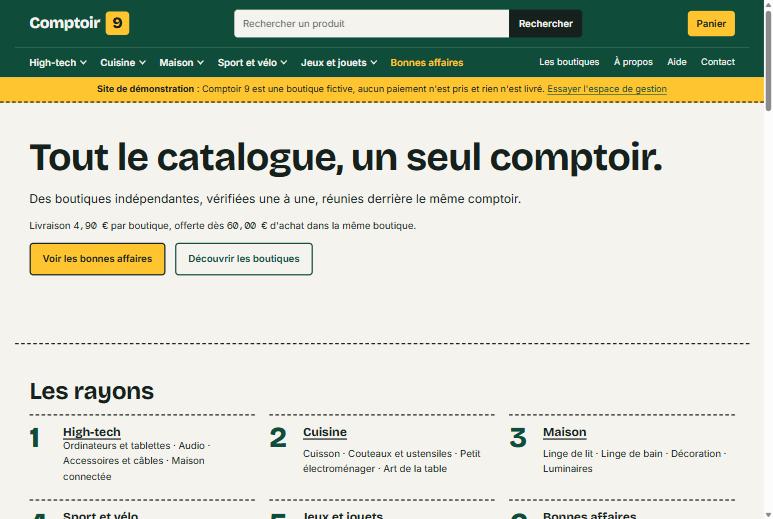 Comptoir 9
Rechercher un produit
Rechercher
Panier
High-tech Cuisine Maison Sport et vélo Jeux et jouets Bonnes affaires
Les boutiques À propos Aide Contact
Site de démonstration : Comptoir 9 est une boutique fictive, aucun paiement n'est pris et rien n'est livré. Essayer l'espace de gestion
Tout le catalogue, un seul comptoir.
Des boutiques indépendantes, vérifiées une à une, réunies derrière le même comptoir.
Livraison 4,90 € par boutique, offerte dès 60,00 € d'achat dans la même boutique.
Voir les bonnes affaires
Découvrir les boutiques
Les rayons
1 High-tech
Ordinateurs et tablettes · Audio ·
Accessoires et câbles · Maison
connectée
2 Cuisine
Cuisson · Couteaux et ustensiles · Petit
électroménager · Art de la table
3 Maison
Linge de lit · Linge de bain · Décoration ·
Luminaires
Sport et vélo
Jeux et jouets
Bonnes affaires